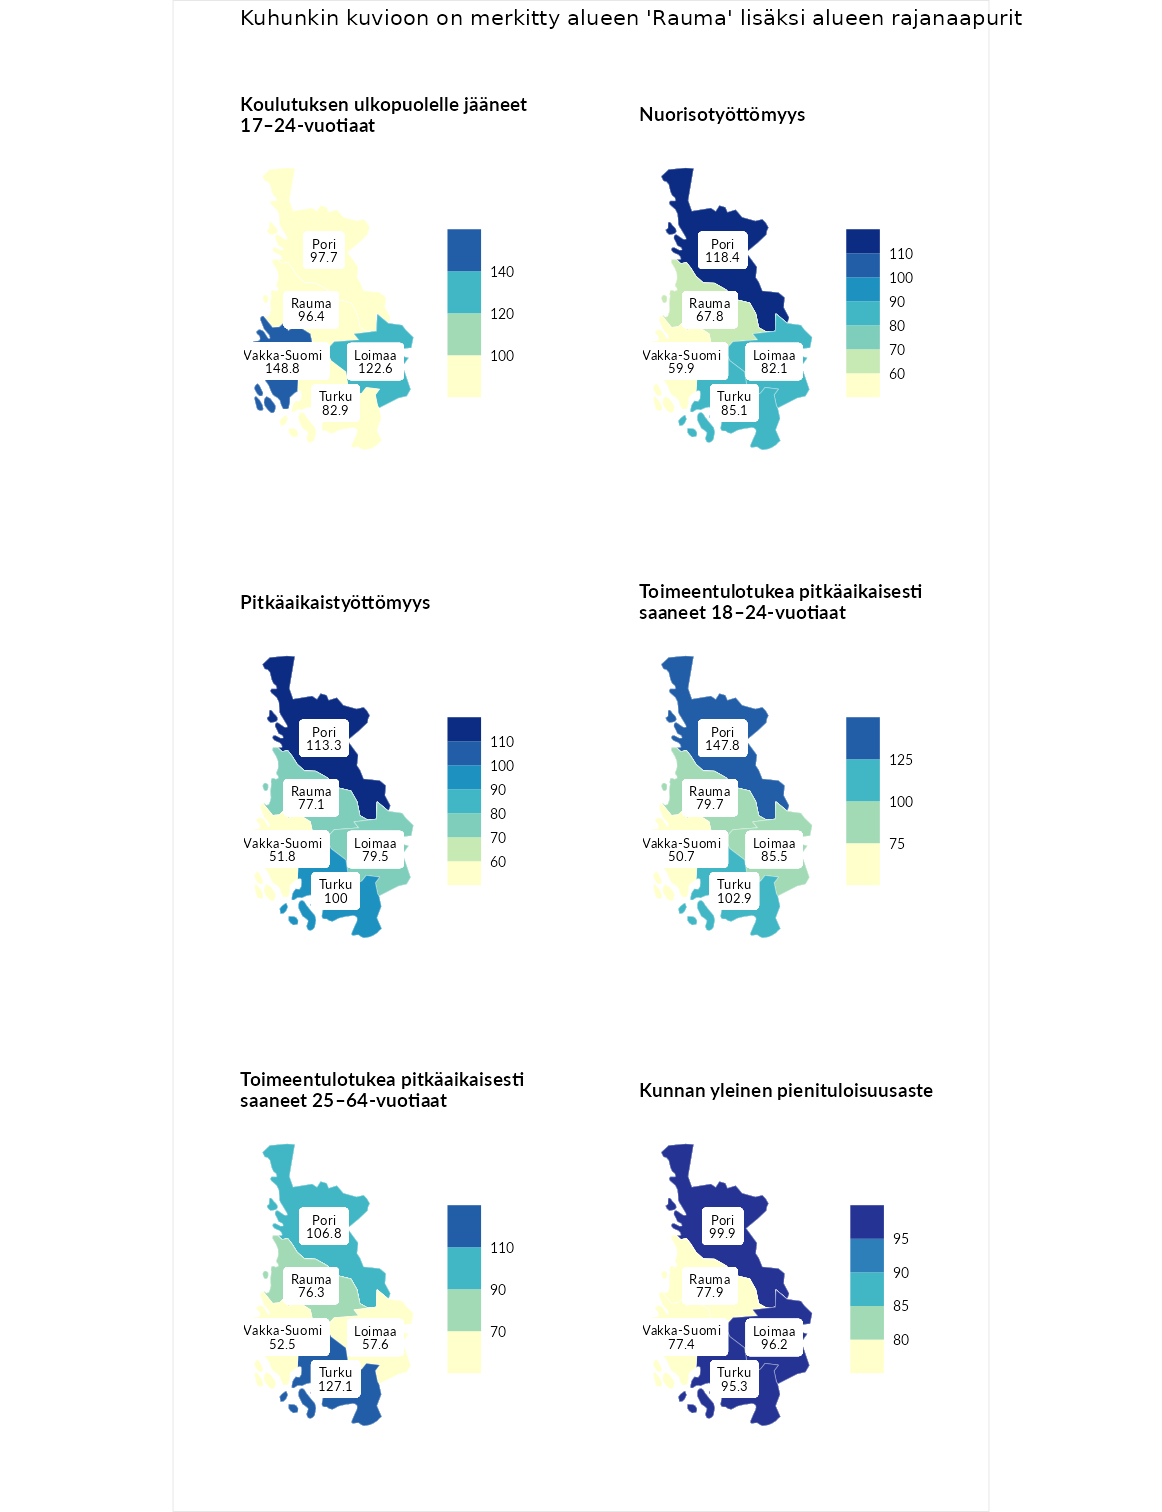 Kuhunkin kuvioon on merkitty alueen 'Rauma' lisäksi alueen rajanaapurit
Koulutuksen ulkopuolelle jääneet
17–24-vuotiaat
Pori
97.7
Rauma
96.4
Vakka-Suomi
148.8
Loimaa
122.6
Turku
82.9
140
120
100
Nuorisotyöttömyys
Pori
118.4
Rauma
67.8
Vakka-Suomi
59.9
Loimaa
82.1
Turku
85.1
110
100
90
80
70
60
Pitkäaikaistyöttömyys
Pori
113.3
Rauma
77.1
Vakka-Suomi
51.8
Loimaa
79.5
Turku
100
110
100
90
80
70
60
Toimeentulotukea pitkäaikaisesti
saaneet 18–24-vuotiaat
Pori
147.8
Rauma
79.7
Vakka-Suomi
50.7
Loimaa
85.5
Turku
102.9
125
100
75
Toimeentulotukea pitkäaikaisesti
saaneet 25–64-vuotiaat
Pori
106.8
Rauma
76.3
Vakka-Suomi
52.5
Loimaa
57.6
Turku
127.1
110
90
70
Kunnan yleinen pienituloisuusaste
Pori
99.9
Rauma
77.9
Vakka-Suomi
77.4
Loimaa
96.2
Turku
95.3
95
90
85
80